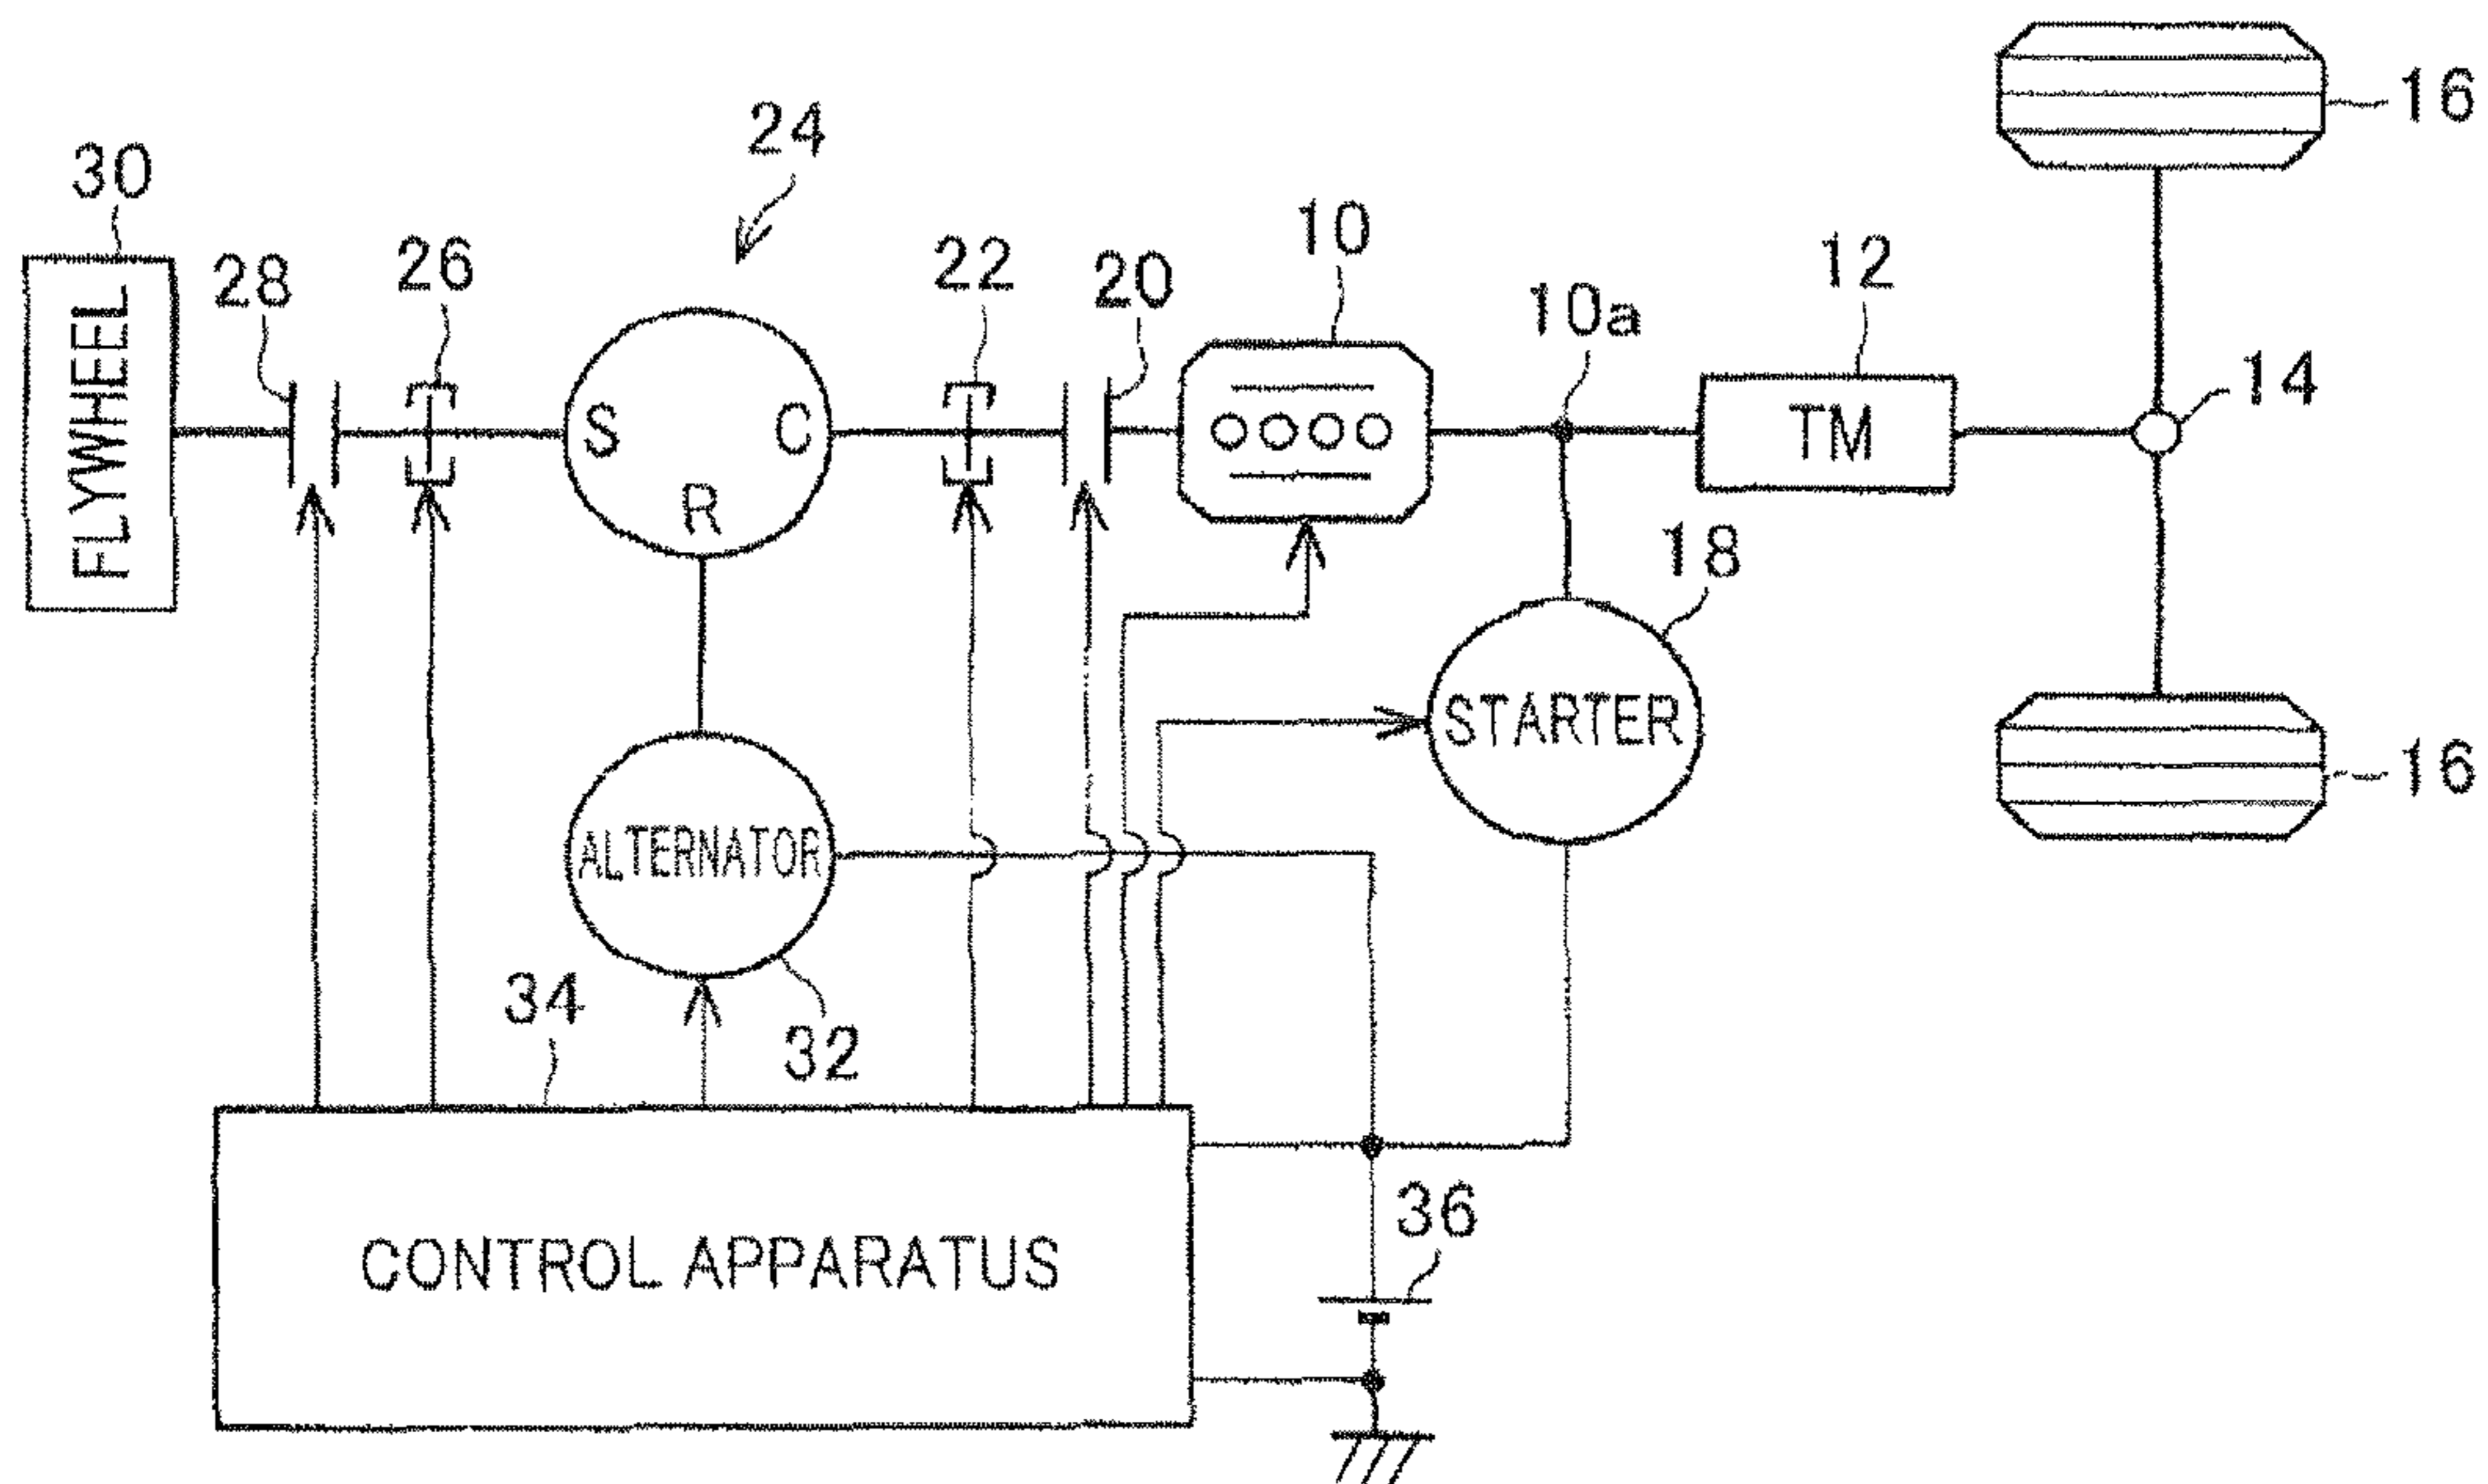 16
24
30
10
28
26
22
20
12
10a
14
FLYWHEEL
S
C
R
TM
18
STARTER
16
ALTERNATOR
34
32
36
CONTROL APPARATUS